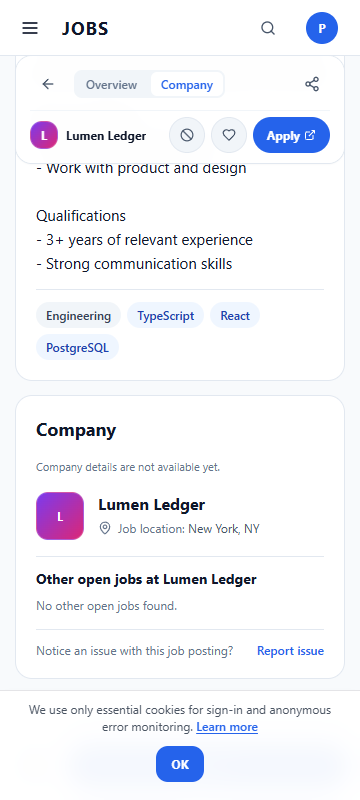 JOBS
P
Overview
Company
L
Lumen Ledger
Apply
- Work with product and design
Qualifications
- 3+ years of relevant experience
- Strong communication skills
Engineering
TypeScript
React
PostgreSQL
Company
Company details are not available yet.
L
Lumen Ledger
Job location: New York, NY
Other open jobs at Lumen Ledger
No other open jobs found.
Notice an issue with this job posting?
Report issue
We use only essential cookies for sign-in and anonymous
error monitoring. Learn more
OK